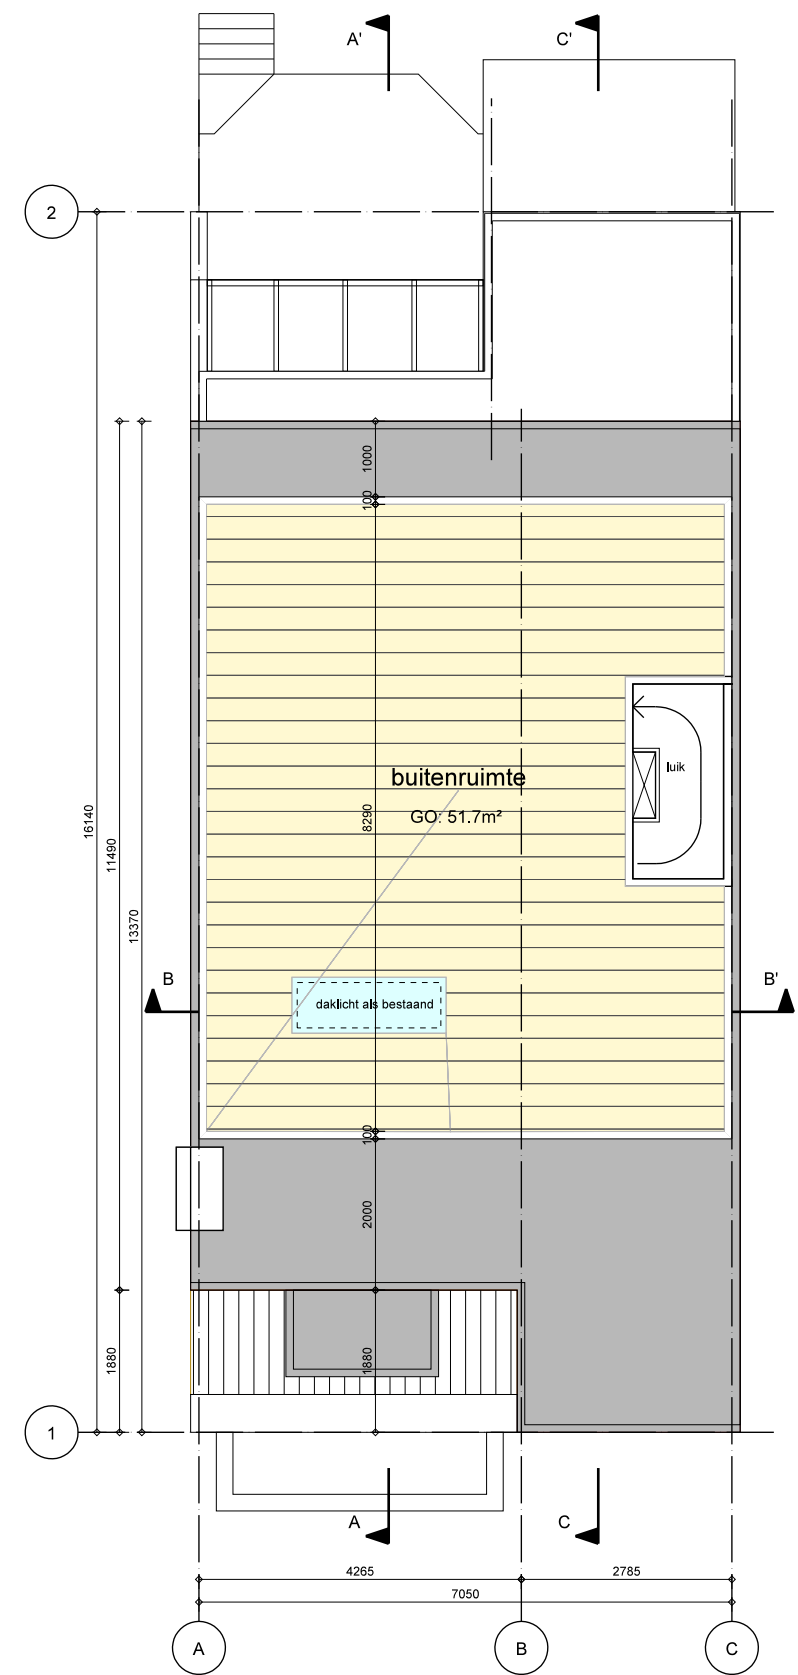 A'
C'
2
1000
100
buitenruimte
luik
GO: 51.7m²
8290
16140
11490
13370
B
B'
daklicht als bestaand
100
2000
1880
1880
1
A
C
4265
2785
7050
A
B
C